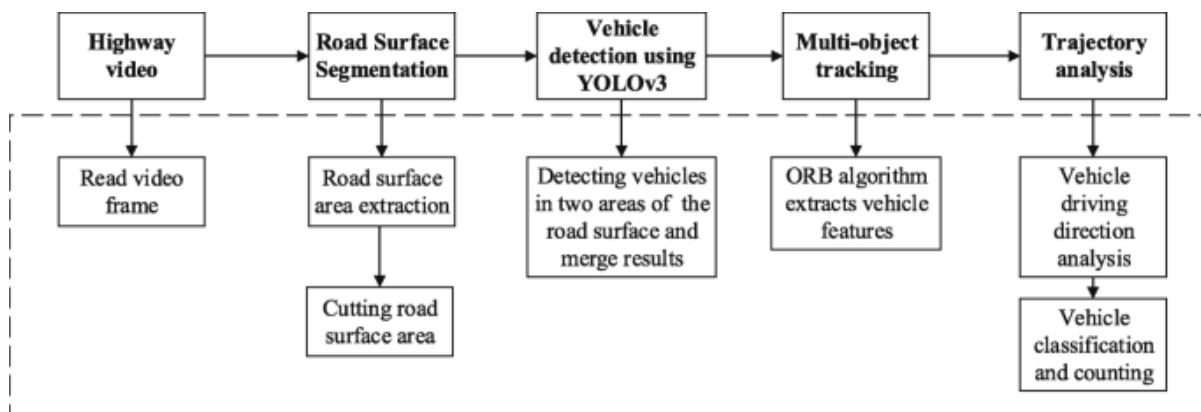 Highway
video
Road Surface
Segmentation
Vehicle
detection using
YOLOv3
Multi-object
tracking
Trajectory
analysis
Read video
frame
Road surface
area extraction
Detecting vehicles
in two areas of the
road surface and
merge results
ORB algorithm
extracts vehicle
features
Vehicle
driving
direction
analysis
Cutting road
surface area
Vehicle
classification
and counting